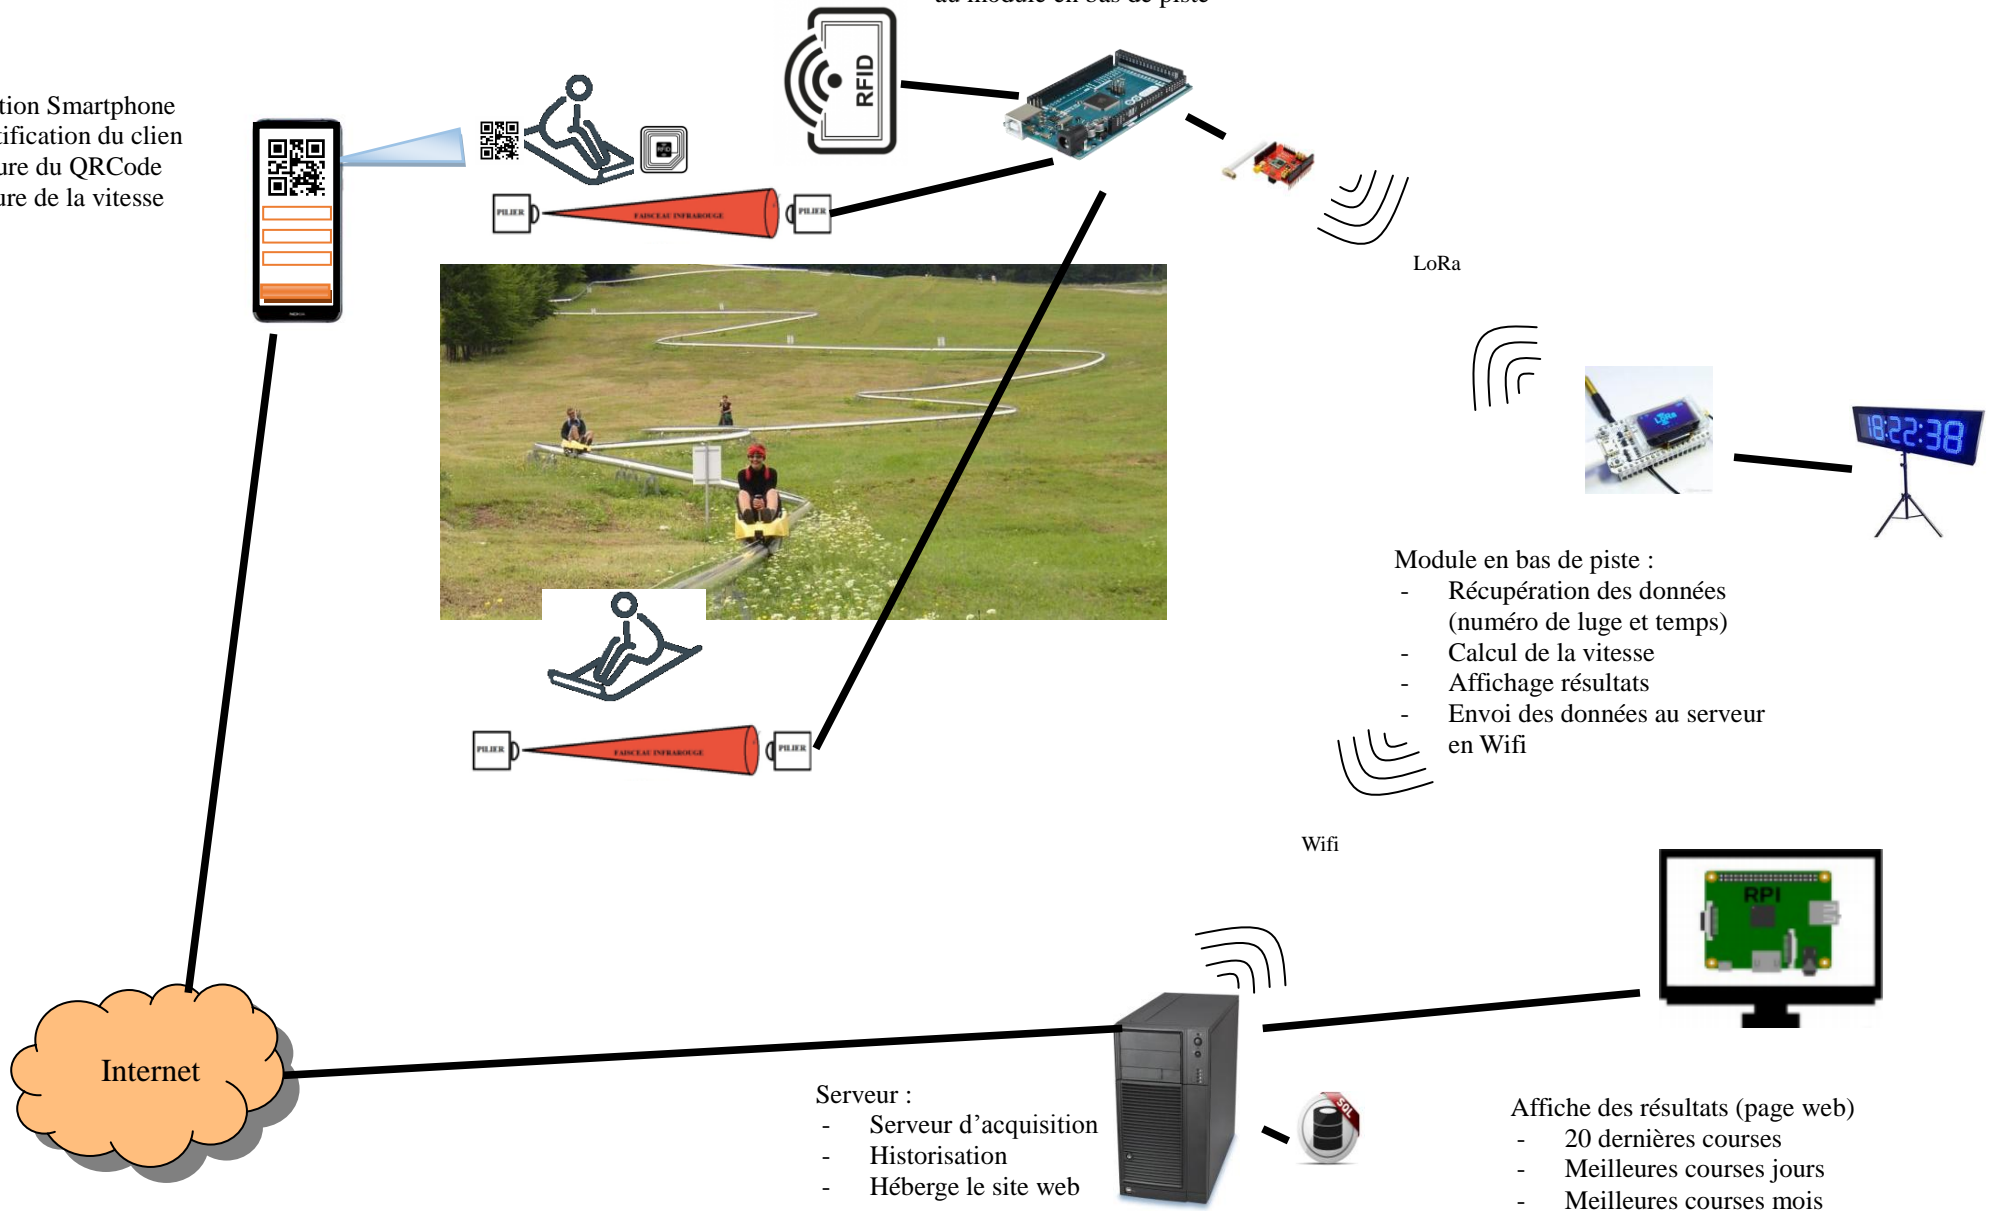 au module en bas de piste
tion Smartphone
tification du clien
ure du QRCode
ure de la vitesse
RFID
RFID
PILIER
FAISCEAU INFRAROUGE
PILIER
LoRa
LoRa
18:22:38
Module en bas de piste :
- Récupération des données
(numéro de luge et temps)
- Calcul de la vitesse
- Affichage résultats
- Envoi des données au serveur
en Wifi
PILIER
FAISCEAU INFRAROUGE
PILIER
Wifi
RPI
Internet
Serveur :
- Serveur d’acquisition
- Historisation
- Héberge le site web
SQL
Affiche des résultats (page web)
- 20 dernières courses
- Meilleures courses jours
- Meilleures courses mois